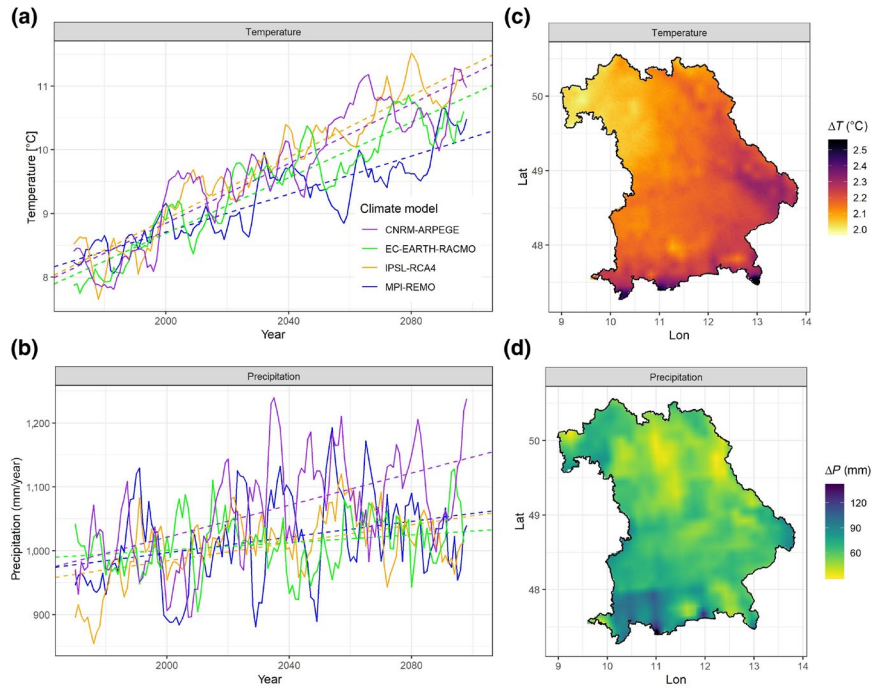 (a)
Temperature
11
10
9
8
Temperature [°C]
Climate model
CNRM-ARPEGE
EC-EARTH-RACMO
IPSL-RCA4
MPI-REMO
2000
2040
2080
Year
(c)
Temperature
50
49
48
Lat
9
10
11
12
13
14
Lon
ΔT (°C)
2.5
2.4
2.3
2.2
2.1
2.0
(b)
Precipitation
1,200
1,100
1,000
900
Precipitation (mm/year)
2000
2040
2080
Year
(d)
Precipitation
50
49
48
Lat
9
10
11
12
13
14
Lon
ΔP (mm)
120
90
60